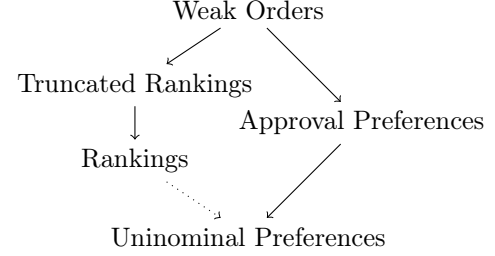 Weak Orders
Truncated Rankings
Approval Preferences
Rankings
Uninominal Preferences